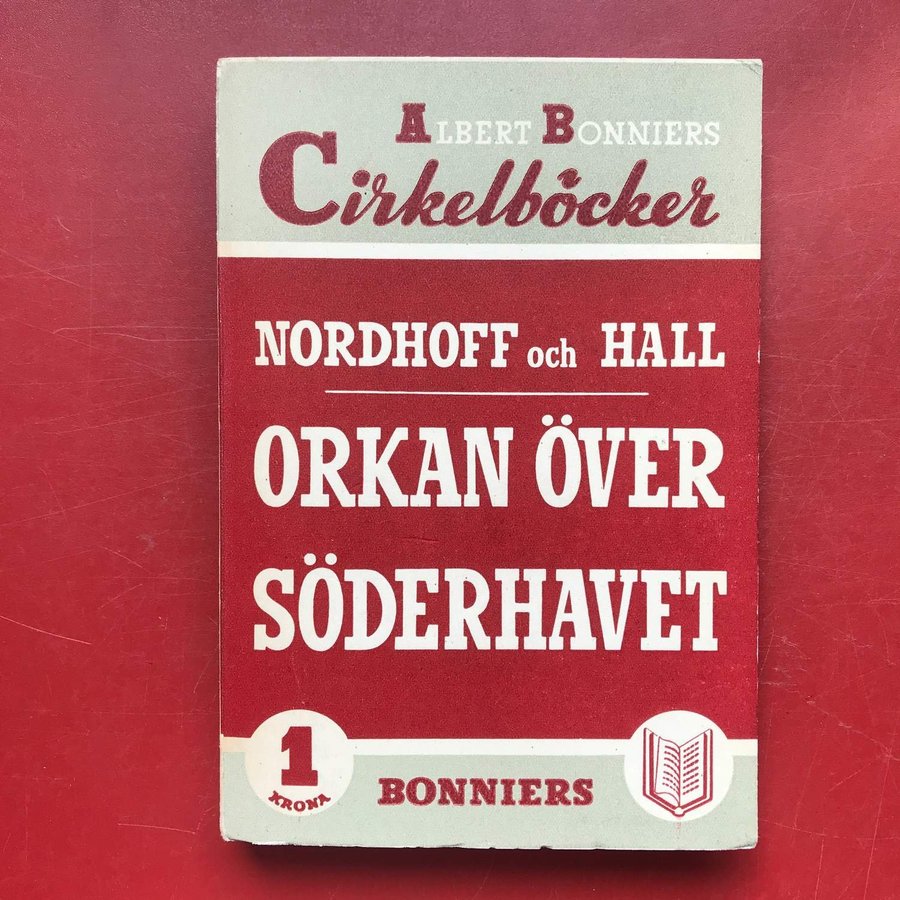 ALBERT BONNIERS
Cirkelböcker
NORDHOFF och HALL
ORKAN ÖVER
SÖDERHAVET
1
KRONA
BONNIERS